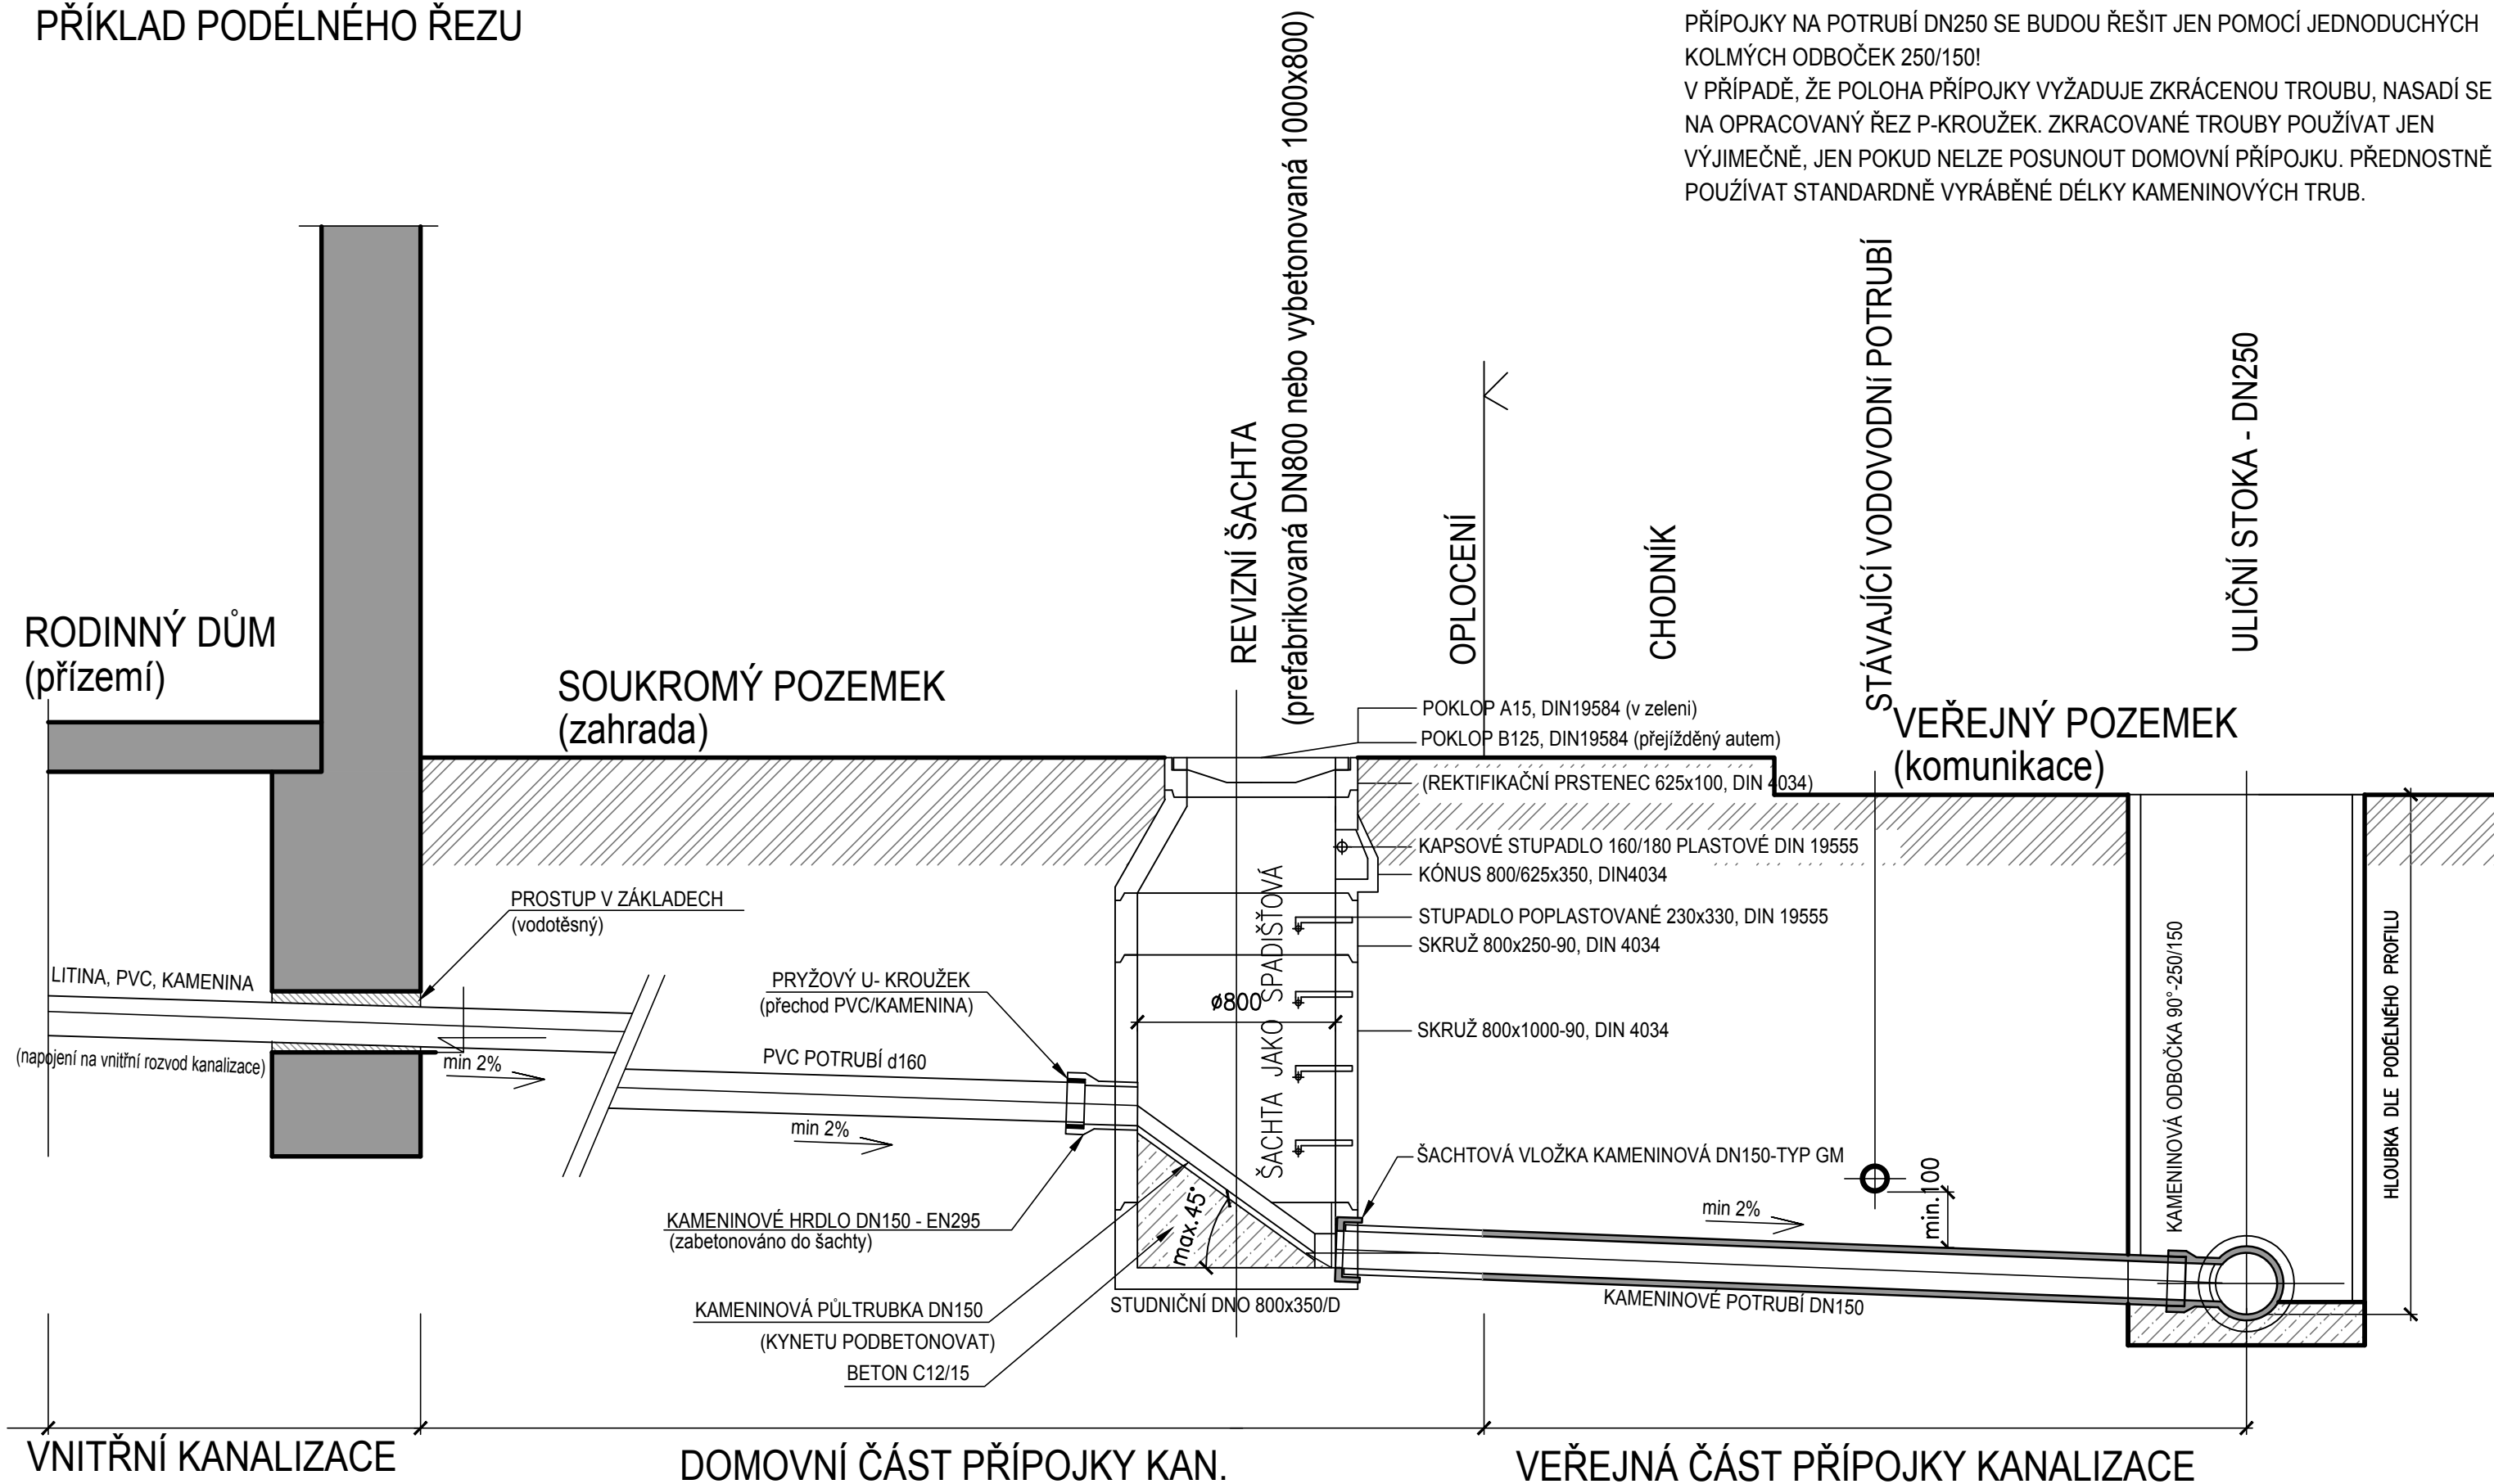 PŘÍKLAD PODÉLNÉHO ŘEZU
PŘÍPOJKY NA POTRUBÍ DN250 SE BUDOU ŘEŠIT JEN POMOCÍ JEDNODUCHÝCH
KOLMÝCH ODBOČEK 250/150!
V PŘÍPADĚ, ŽE POLOHA PŘÍPOJKY VYŽADUJE ZKRÁCENOU TROUBU, NASADÍ SE
NA OPRACOVANÝ ŘEZ P-KROUŽEK. ZKRACOVANÉ TROUBY POUŽÍVAT JEN
VÝJIMEČNĚ, JEN POKUD NELZE POSUNOUT DOMOVNÍ PŘÍPOJKU. PŘEDNOSTNĚ
POUŽÍVAT STANDARDNĚ VYRÁBĚNÉ DÉLKY KAMENINOVÝCH TRUB.
REVIZNÍ ŠACHTA
(prefabrikovaná DN800 nebo vybetonovaná 1000x800)
OPLOCENÍ
CHODNÍK
STÁVAJÍCÍ VODOVODNÍ POTRUBÍ
ULIČNÍ STOKA - DN250
RODINNÝ DŮM
(přízemí)
SOUKROMÝ POZEMEK
(zahrada)
VEŘEJNÝ POZEMEK
(komunikace)
POKLOP A15, DIN19584 (v zeleni)
POKLOP B125, DIN19584 (přejížděný autem)
(REKTIFIKAČNÍ PRSTENEC 625x100, DIN 4034)
KAPSOVÉ STUPADLO 160/180 PLASTOVÉ DIN 19555
KÓNUS 800/625x350, DIN4034
STUPADLO POPLASTOVANÉ 230x330, DIN 19555
SKRUŽ 800x250-90, DIN 4034
SKRUŽ 800x1000-90, DIN 4034
ŠACHTOVÁ VLOŽKA KAMENINOVÁ DN150-TYP GM
PROSTUP V ZÁKLADECH
(vodotěsný)
LITINA, PVC, KAMENINA
(napojení na vnitřní rozvod kanalizace)
min 2%
PRYŽOVÝ U- KROUŽEK
(přechod PVC/KAMENINA)
PVC POTRUBÍ d160
min 2%
ø800
ŠACHTA JAKO SPADIŠŤOVÁ
max.45°
KAMENINOVÉ HRDLO DN150 - EN295
(zabetonováno do šachty)
KAMENINOVÁ PŮLTRUBKA DN150
(KYNETU PODBETONOVAT)
BETON C12/15
STUDNIČNÍ DNO 800x350/D
min 2%
min.100
KAMENINOVÉ POTRUBÍ DN150
KAMENINOVÁ ODBOČKA 90°-250/150
HLOUBKA DLE PODÉLNÉHO PROFILU
VNITŘNÍ KANALIZACE
DOMOVNÍ ČÁST PŘÍPOJKY KAN.
VEŘEJNÁ ČÁST PŘÍPOJKY KANALIZACE